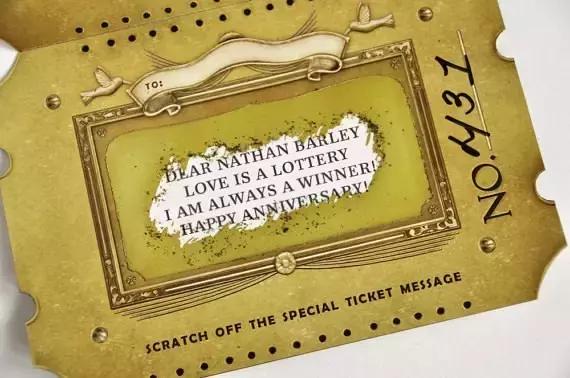 TO:
DEAR NATHAN BARLEY
LOVE IS A LOTTERY
I AM ALWAYS A WINNER!
HAPPY ANNIVERSARY!
NO. 431
SCRATCH OFF THE SPECIAL TICKET MESSAGE